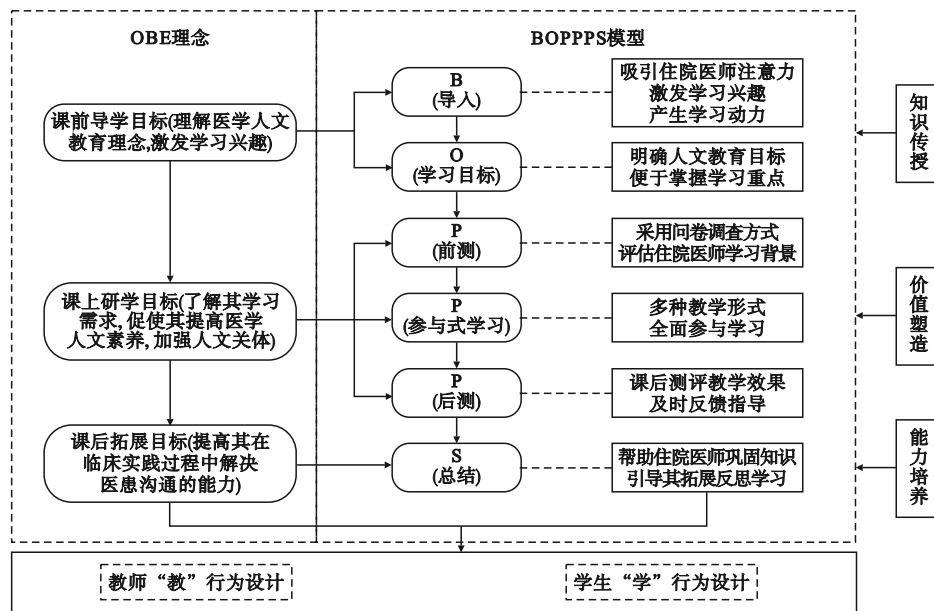 OBE理念
BOPPPS模型
课前导学目标(理解医学人文
教育理念,激发学习兴趣)
课上研学目标(了解其学习
需求,促使其提高医学
人文素养,加强人文关体)
课后拓展目标(提高其在
临床实践过程中解决
医患沟通的能力)
B
(导入)
O
(学习目标)
P
(前测)
P
(参与式学习)
P
(后测)
S
(总结)
吸引住院医师注意力
激发学习兴趣
产生学习动力
明确人文教育目标
便于掌握学习重点
采用问卷调查方式
评估住院医师学习背景
多种教学形式
全面参与学习
课后测评教学效果
及时反馈指导
帮助住院医师巩固知识
引导其拓展反思学习
知识传授
价值塑造
能力培养
教师“教”行为设计
学生“学”行为设计